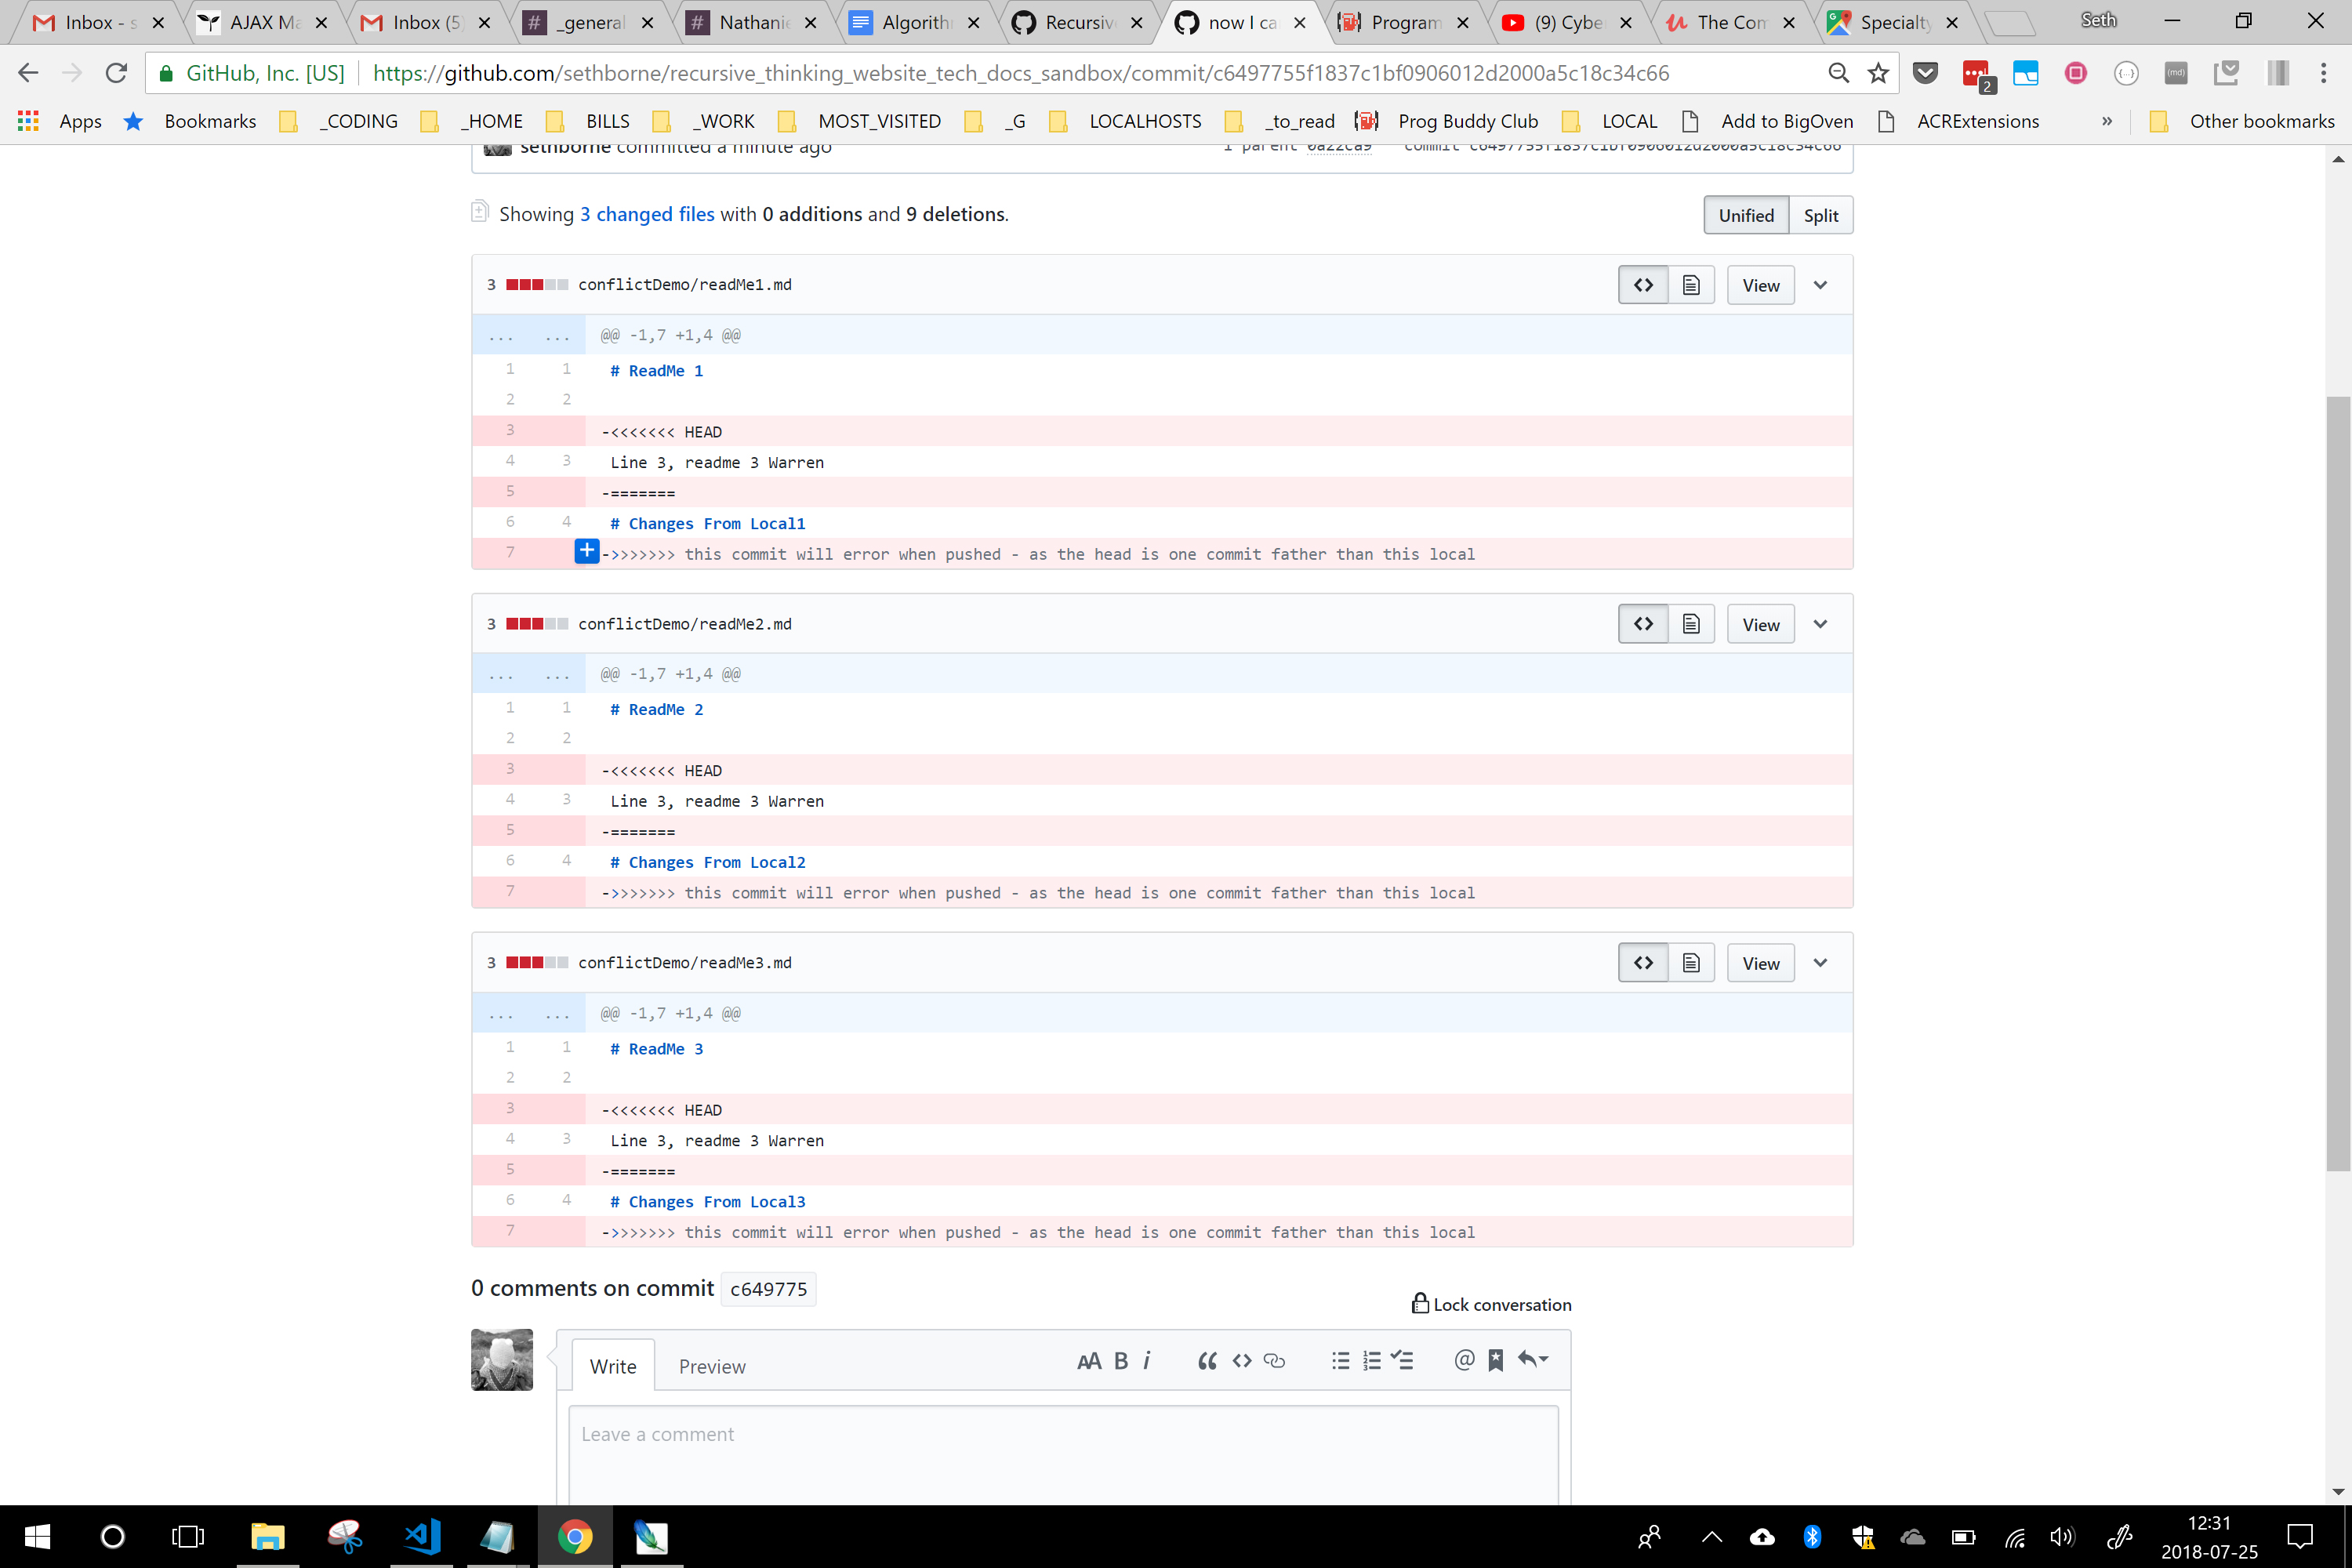 Inbox - s
AJAX Ma
Inbox (5)
_general
Nathanie
Algorithm
Recursiv
now I ca
Program
(9) Cybe
The Com
Specialty
Seth
GitHub, Inc. [US]
https://github.com/sethborne/recursive_thinking_website_tech_docs_sandbox/commit/c6497755f1837c1bf0906012d2000a5c18c34c66
2
Apps Bookmarks _CODING _HOME BILLS _WORK MOST_VISITED _G LOCALHOSTS _to_read Prog Buddy Club LOCAL Add to BigOven ACRExtensions » Other bookmarks
sethborne committed a minute ago 1 parent 0a22ca9 commit c6497755f1837c1bf0906012d2000a5c18c34c66
Showing 3 changed files with 0 additions and 9 deletions.
Unified Split
3 conflictDemo/readMe1.md View
... ... @@ -1,7 +1,4 @@
1 1 # ReadMe 1
2 2
3 -<<<<<<< HEAD
4 3 Line 3, readme 3 Warren
5 -=======
6 4 # Changes From Local1
7 ->>>>>>> this commit will error when pushed - as the head is one commit father than this local
3 conflictDemo/readMe2.md View
... ... @@ -1,7 +1,4 @@
1 1 # ReadMe 2
2 2
3 -<<<<<<< HEAD
4 3 Line 3, readme 3 Warren
5 -=======
6 4 # Changes From Local2
7 ->>>>>>> this commit will error when pushed - as the head is one commit father than this local
3 conflictDemo/readMe3.md View
... ... @@ -1,7 +1,4 @@
1 1 # ReadMe 3
2 2
3 -<<<<<<< HEAD
4 3 Line 3, readme 3 Warren
5 -=======
6 4 # Changes From Local3
7 ->>>>>>> this commit will error when pushed - as the head is one commit father than this local
0 comments on commit c649775
Lock conversation
Write Preview
Leave a comment
12:31
2018-07-25